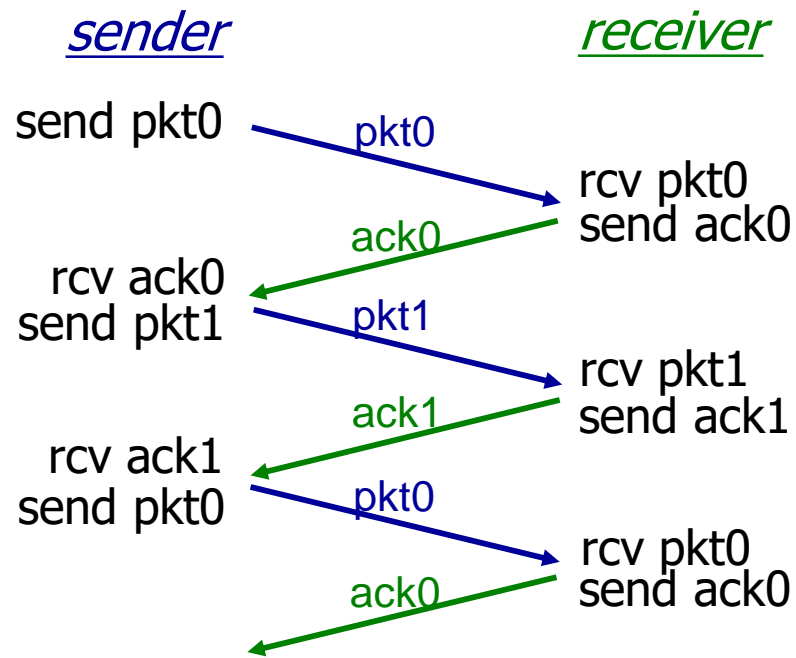 sender
receiver
send pkt0
pkt0
rcv pkt0
send ack0
ack0
rcv ack0
send pkt1
pkt1
rcv pkt1
send ack1
ack1
rcv ack1
send pkt0
pkt0
rcv pkt0
send ack0
ack0